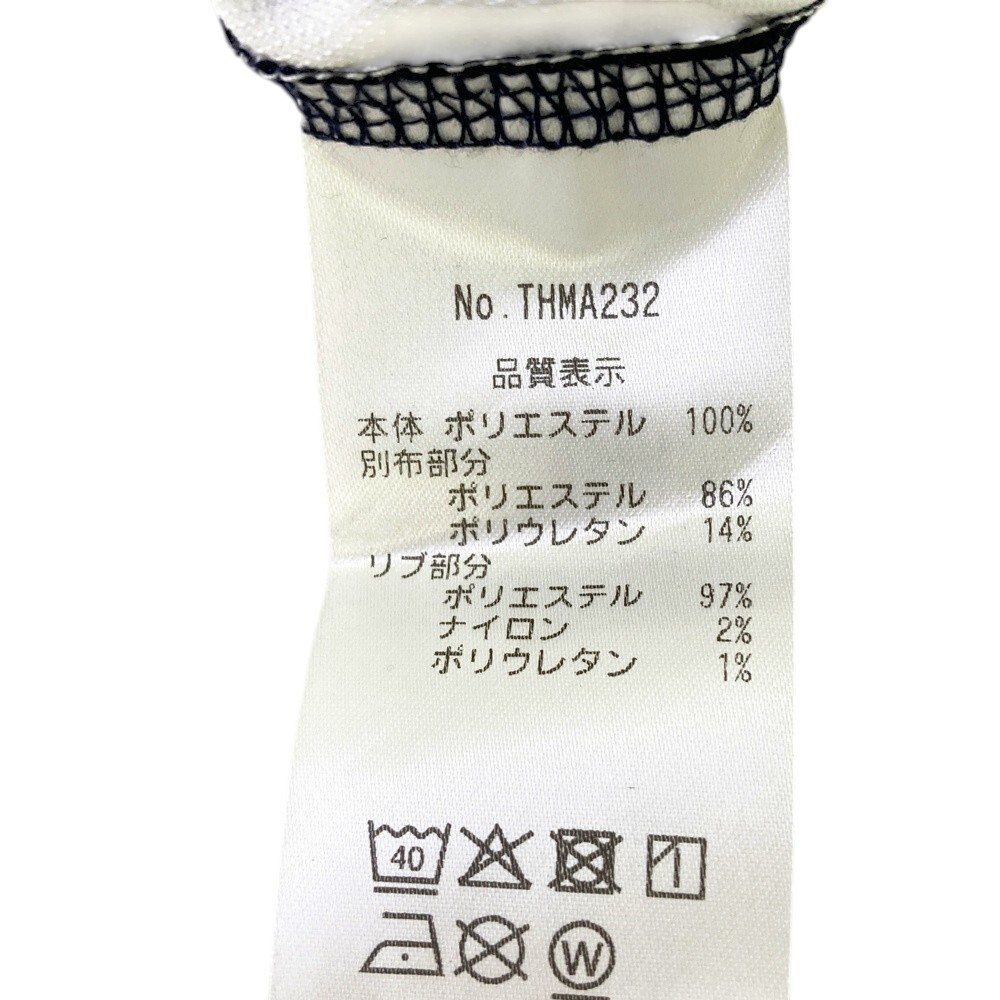 No.THMA232
品質表示
本体 ポリエステル 100%
別布部分
ポリエステル 86%
ポリウレタン 14%
リブ部分
ポリエステル 97%
ナイロン 2%
ポリウレタン 1%
40
W